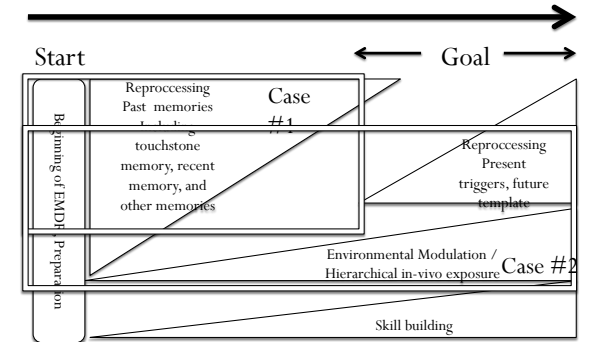 Start
Goal
Reproccessing
Past memories
Including
touchstone
memory, recent
memory, and
other memories
Case
#1
Beginning of EMDR, Preparation
Reproccessing
Present
triggers, future
template
Environmental Modulation /
Hierarchical in-vivo exposure
Case #2
Skill building